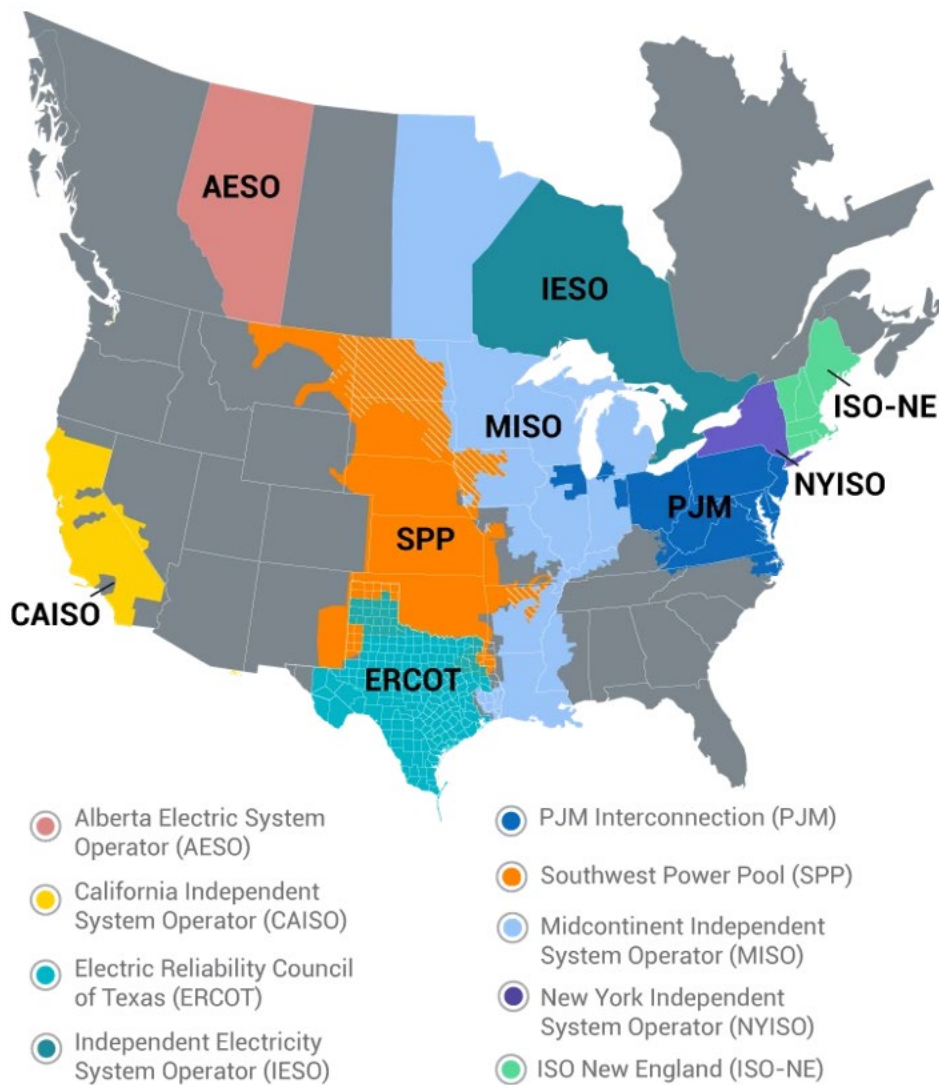 AESO
IESO
ISO-NE
MISO
NYISO
PJM
SPP
CAISO
ERCOT
Alberta Electric System
Operator (AESO)
California Independent
System Operator (CAISO)
Electric Reliability Council
of Texas (ERCOT)
Independent Electricity
System Operator (IESO)
PJM Interconnection (PJM)
Southwest Power Pool (SPP)
Midcontinent Independent
System Operator (MISO)
New York Independent
System Operator (NYISO)
ISO New England (ISO-NE)